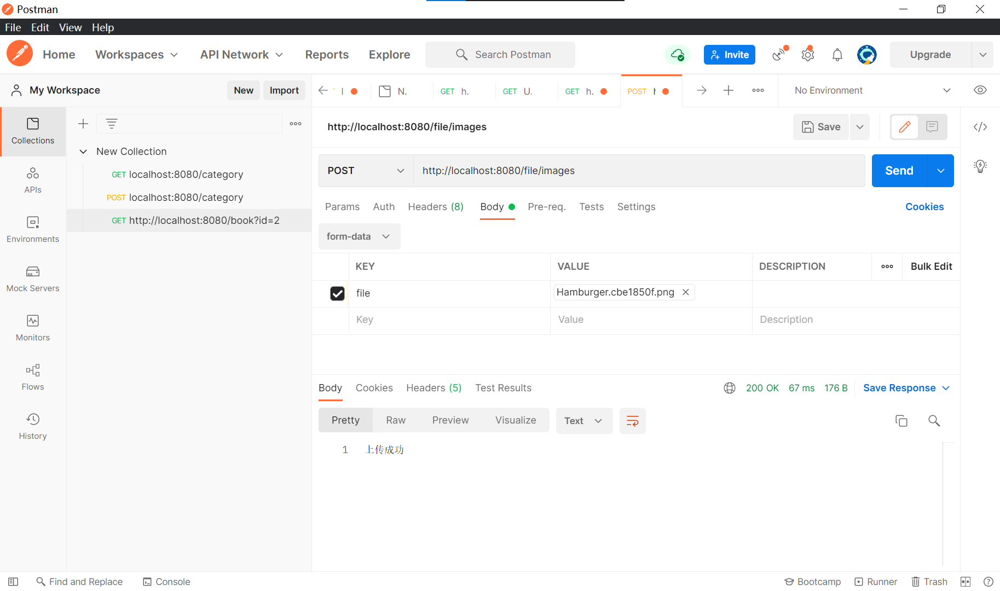 Postman
File Edit View Help
Home Workspaces API Network Reports Explore Search Postman Invite Upgrade
My Workspace New Import GET h. N. GET U. GET h. POST No Environment
Collections
APIs
Environments
Mock Servers
Monitors
Flows
History
New Collection
GET localhost:8080/category
POST localhost:8080/category
GET http://localhost:8080/book?id=2
http://localhost:8080/file/images Save
POST http://localhost:8080/file/images Send
Params Auth Headers (8) Body Pre-req. Tests Settings Cookies
form-data
KEY VALUE DESCRIPTION Bulk Edit
file Hamburger.cbe1850f.png
Key Value Description
Body Cookies Headers (5) Test Results 200 OK 67 ms 176 B Save Response
Pretty Raw Preview Visualize Text
1 上传成功
Find and Replace Console Bootcamp Runner Trash